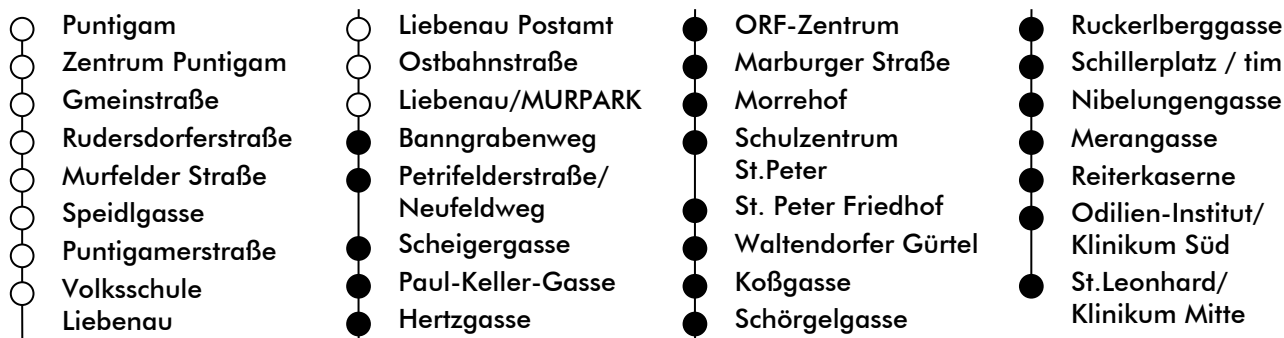 Puntigam
Zentrum Puntigam
Gmeinstraße
Rudersdorferstraße
Murfelder Straße
Speidlgasse
Puntigamerstraße
Volksschule
Liebenau
Liebenau Postamt
Ostbahnstraße
Liebenau/MURPARK
Banngrabenweg
Petrifelderstraße/
Neufeldweg
Scheigergasse
Paul-Keller-Gasse
Hertzgasse
ORF-Zentrum
Marburger Straße
Morrehof
Schulzentrum
St.Peter
St. Peter Friedhof
Waltendorfer Gürtel
Koßgasse
Schörgelgasse
Ruckerlberggasse
Schillerplatz / tim
Nibelungengasse
Merangasse
Reiterkaserne
Odilien-Institut/
Klinikum Süd
St.Leonhard/
Klinikum Mitte